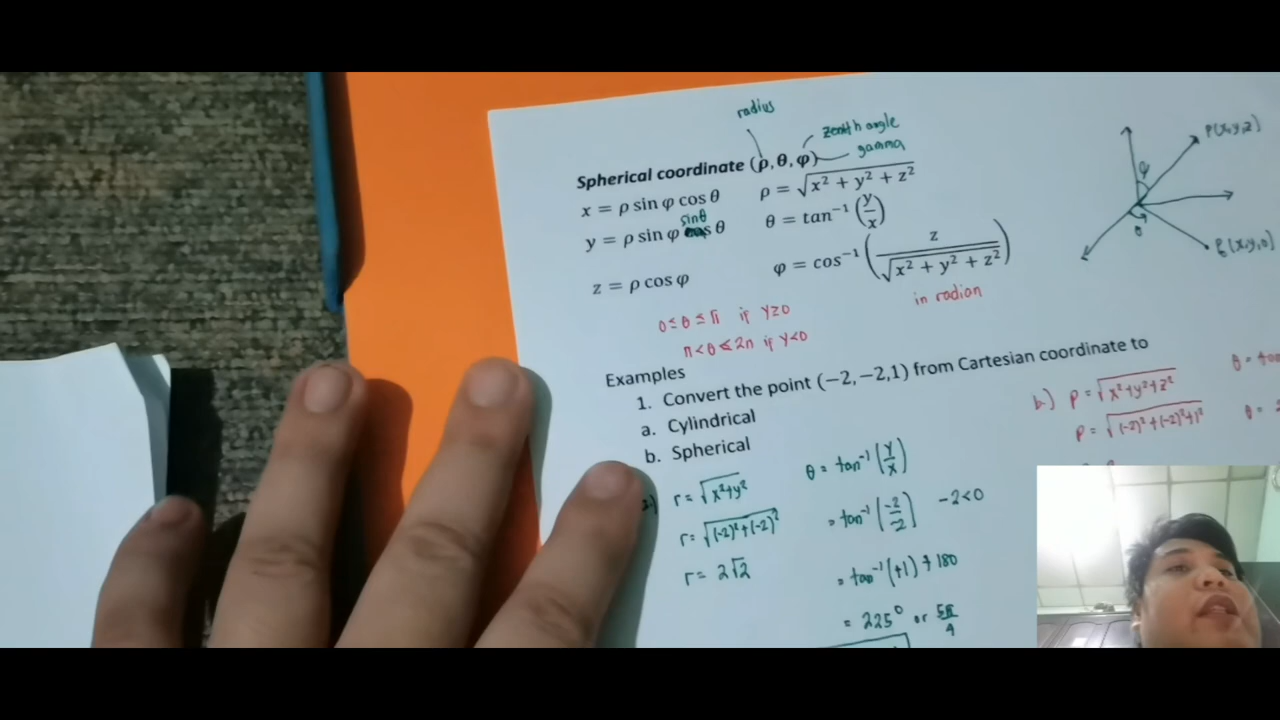 radius
zenith angle
gamma
Spherical coordinate (ρ, θ, φ)
x = ρ sin φ cos θ
ρ = √x² + y² + z²
sinθ
y = ρ sin φ θ
θ = tan⁻¹ (y/x)
z = ρ cos φ
φ = cos⁻¹ (z/√x² + y² + z²)
in radian
0 ≤ θ ≤ π if y≥0
π < θ ≤ 2π if y<0
P(x,y,z)
φ
θ
(x,y,0)
Examples
1. Convert the point (−2, −2,1) from Cartesian coordinate to
a. Cylindrical
b. Spherical
r = √x²+y²
r = √(-2)²+(-2)²
r = 2√2
θ = tan⁻¹ (y/x)
= tan⁻¹ (-2/-2) -2<0
= tan⁻¹ (+1) + 180
= 225° or 5π/4
b.) ρ = √x²+y²+z²
ρ = √(-2)²+(-2)²+1²
θ =
θ =